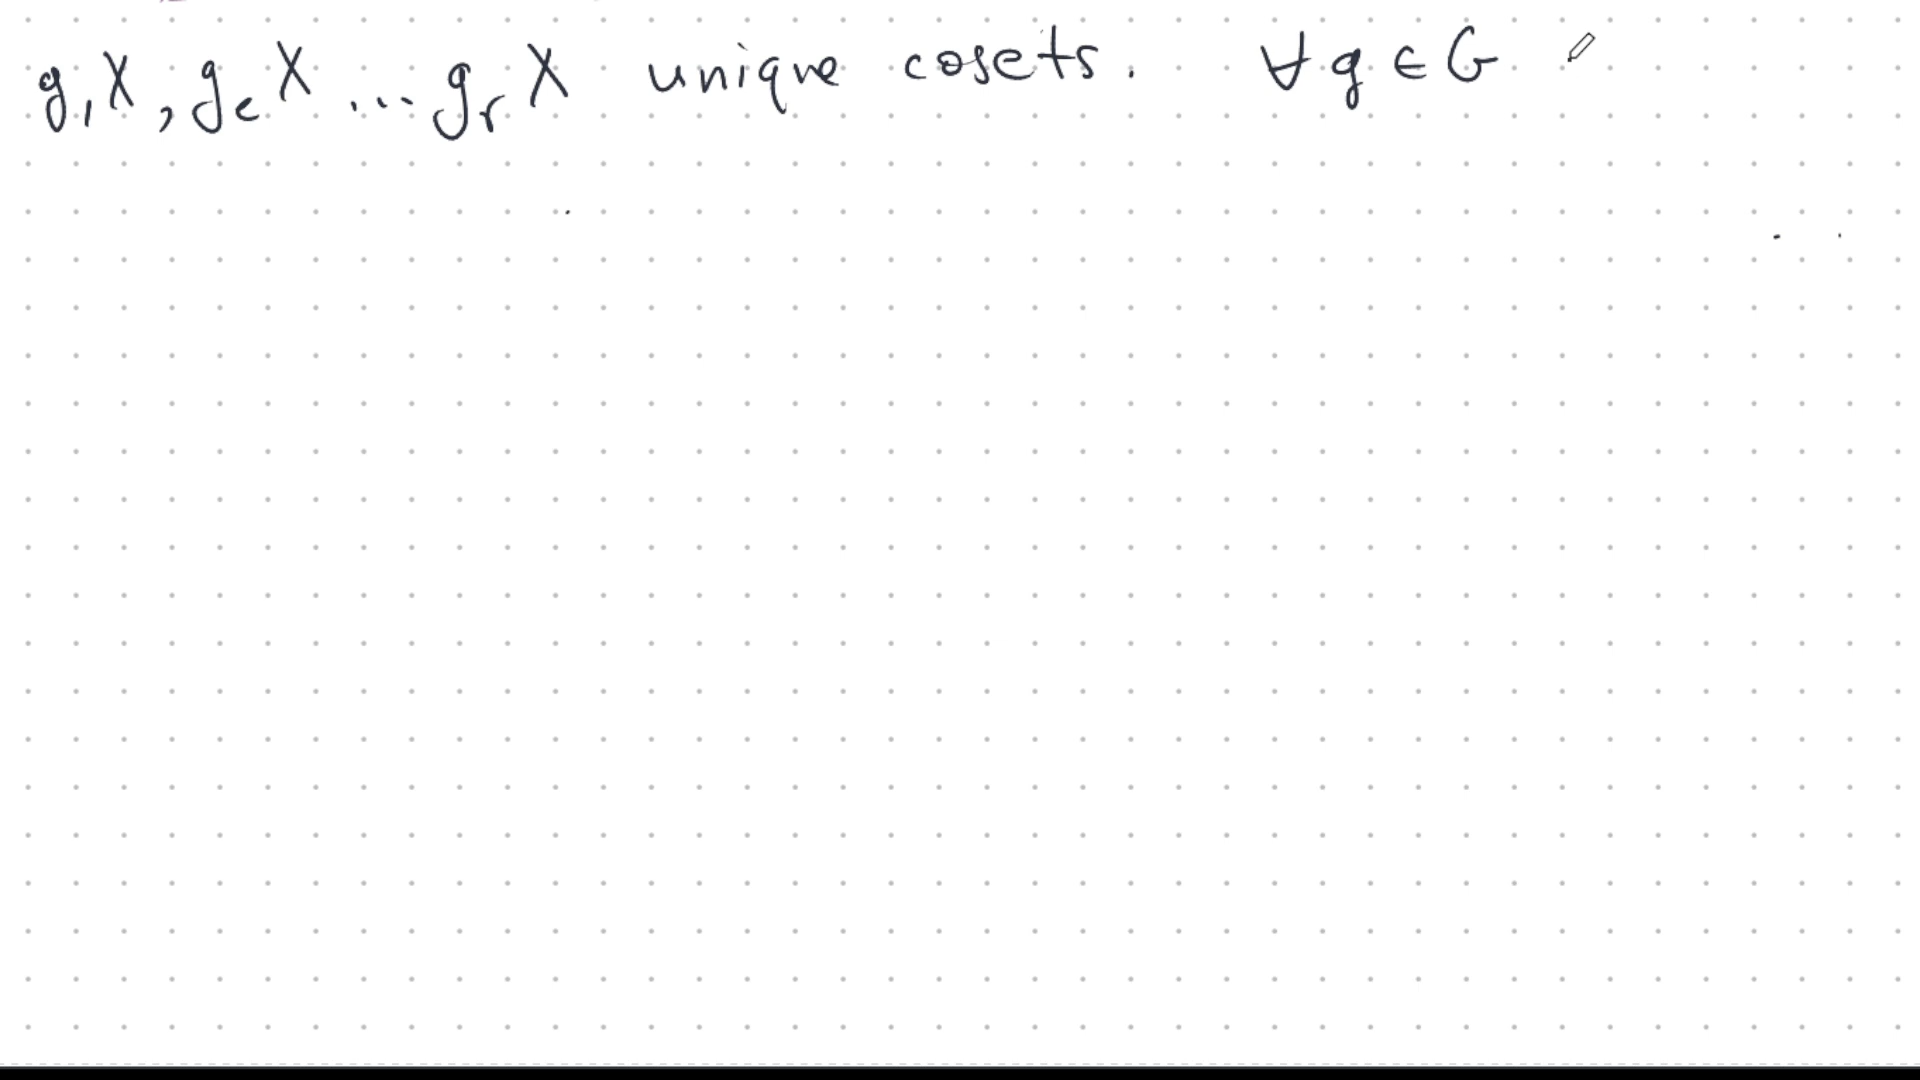 g₁X, g₂X ... gᵣX unique cosets. ∀ g ∈ G